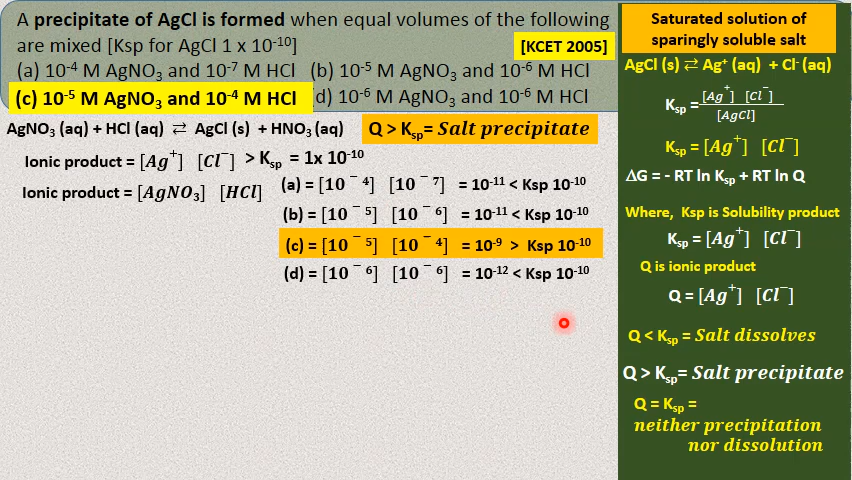 A precipitate of AgCl is formed when equal volumes of the following
are mixed [Ksp for AgCl 1 x 10⁻¹⁰]
[KCET 2005]
(a) 10⁻⁴ M AgNO₃ and 10⁻⁷ M HCl (b) 10⁻⁵ M AgNO₃ and 10⁻⁶ M HCl
(c) 10⁻⁵ M AgNO₃ and 10⁻⁴ M HCl d) 10⁻⁶ M AgNO₃ and 10⁻⁶ M HCl
AgNO₃ (aq) + HCl (aq) ⇄ AgCl (s) + HNO₃ (aq)
Q > Kₛₚ= Salt precipitate
Ionic product = [Ag⁺] [Cl⁻] > Kₛₚ = 1x 10⁻¹⁰
Ionic product = [AgNO₃] [HCl]
(a) = [10⁻⁴] [10⁻⁷] = 10⁻¹¹ < Ksp 10⁻¹⁰
(b) = [10⁻⁵] [10⁻⁶] = 10⁻¹¹ < Ksp 10⁻¹⁰
(c) = [10⁻⁵] [10⁻⁴] = 10⁻⁹ > Ksp 10⁻¹⁰
(d) = [10⁻⁶] [10⁻⁶] = 10⁻¹² < Ksp 10⁻¹⁰
Saturated solution of
sparingly soluble salt
AgCl (s) ⇄ Ag⁺ (aq) + Cl⁻ (aq)
Kₛₚ = [Ag⁺] [Cl⁻] / [AgCl]
Kₛₚ = [Ag⁺] [Cl⁻]
ΔG = - RT ln Kₛₚ + RT ln Q
Where, Ksp is Solubility product
Kₛₚ = [Ag⁺] [Cl⁻]
Q is ionic product
Q = [Ag⁺] [Cl⁻]
Q < Kₛₚ = Salt dissolves
Q > Kₛₚ= Salt precipitate
Q = Kₛₚ =
neither precipitation
nor dissolution